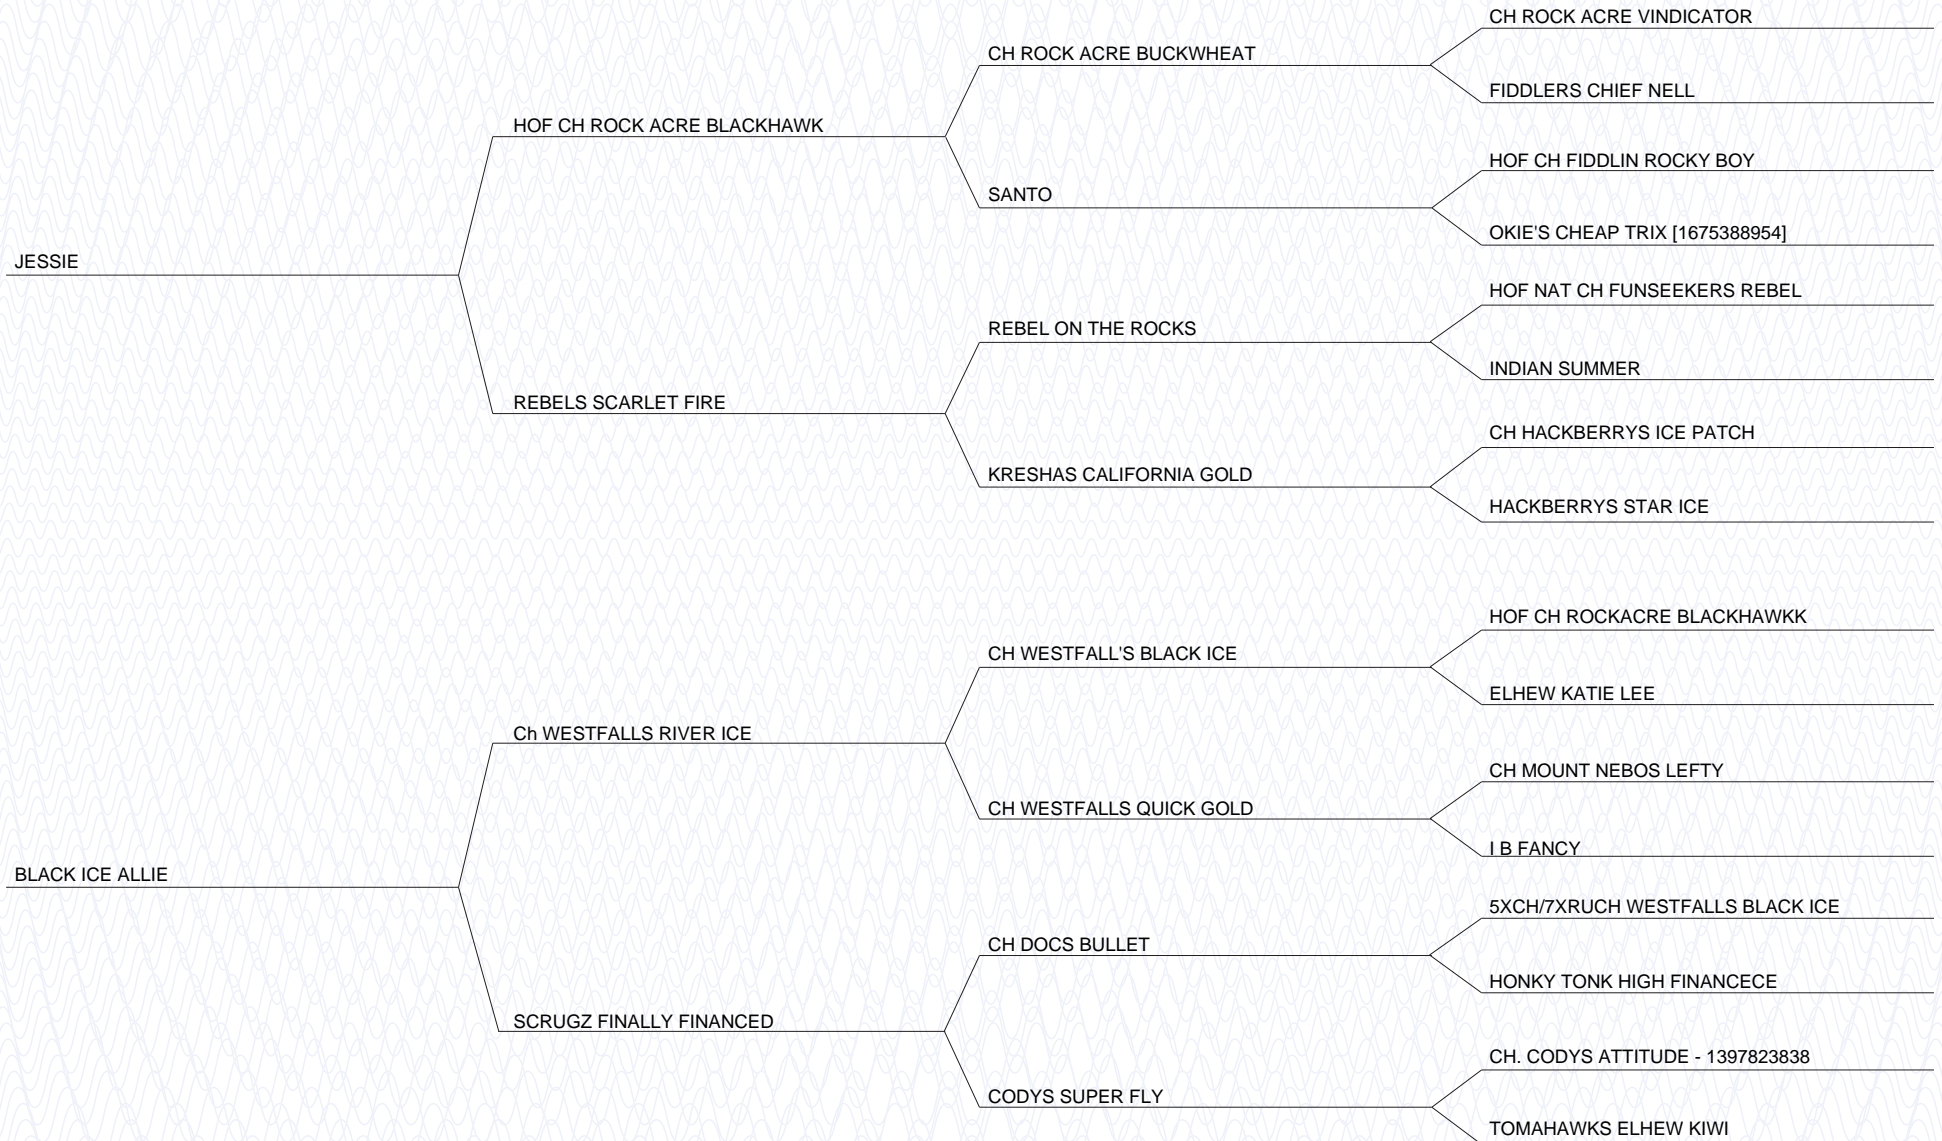 CH ROCK ACRE VINDICATOR
CH ROCK ACRE BUCKWHEAT
FIDDLERS CHIEF NELL
HOF CH ROCK ACRE BLACKHAWK
HOF CH FIDDLIN ROCKY BOY
SANTO
OKIE'S CHEAP TRIX [1675388954]
JESSIE
HOF NAT CH FUNSEEKERS REBEL
REBEL ON THE ROCKS
INDIAN SUMMER
REBELS SCARLET FIRE
CH HACKBERRYS ICE PATCH
KRESHAS CALIFORNIA GOLD
HACKBERRYS STAR ICE
HOF CH ROCKACRE BLACKHAWKK
CH WESTFALL'S BLACK ICE
ELHEW KATIE LEE
Ch WESTFALLS RIVER ICE
CH MOUNT NEBOS LEFTY
CH WESTFALLS QUICK GOLD
I B FANCY
BLACK ICE ALLIE
5XCH/7XRUCH WESTFALLS BLACK ICE
CH DOCS BULLET
HONKY TONK HIGH FINANCECE
SCRUGZ FINALLY FINANCED
CH. CODYS ATTITUDE - 1397823838
CODYS SUPER FLY
TOMAHAWKS ELHEW KIWI